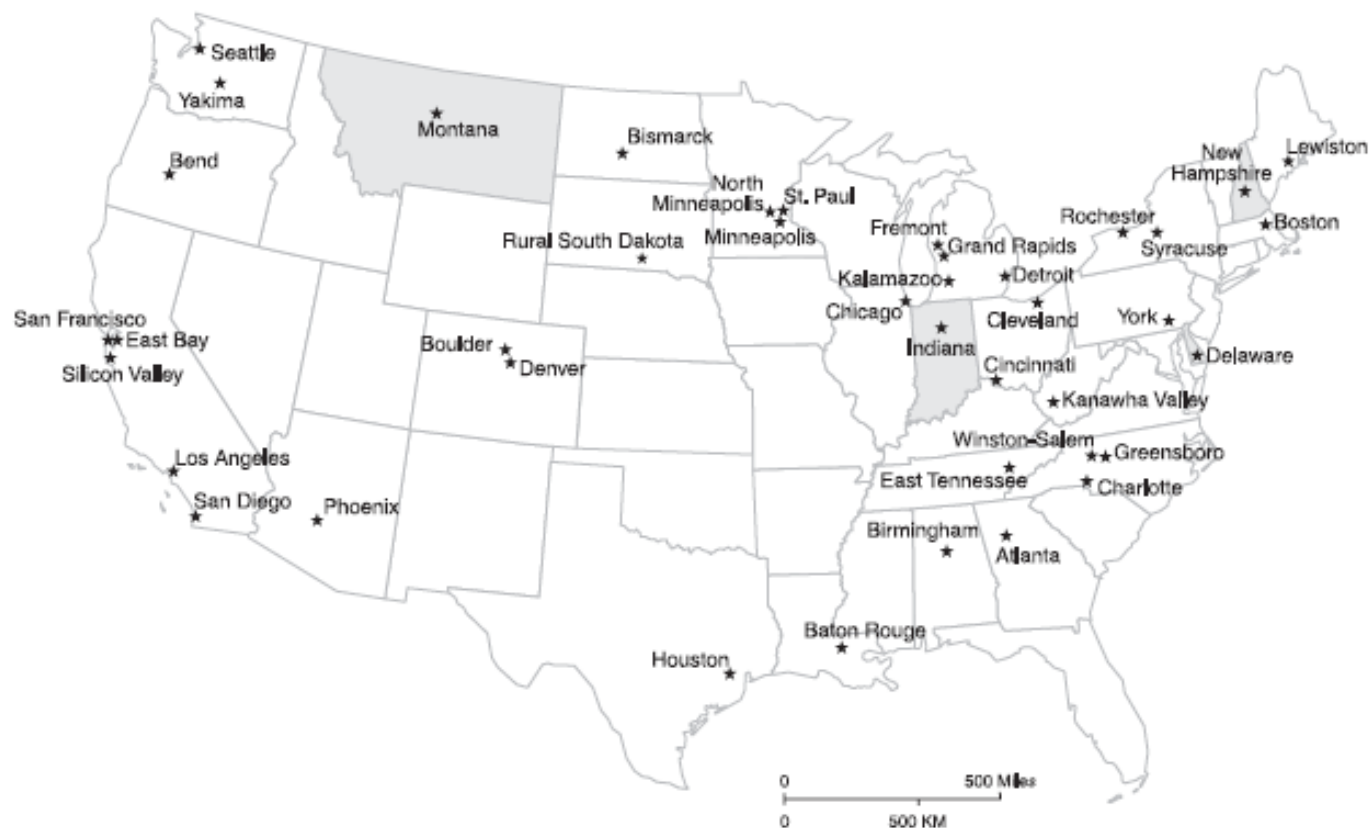 Seattle
Yakima
Montana
Bend
Bismarck
North
Minneapolis
St. Paul
Minneapolis
Rural South Dakota
New
Hampshire
Lewiston
Boston
Rochester
Syracuse
Fremont
Grand Rapids
Kalamazoo
Detroit
Chicago
Cleveland
York
Indiana
Delaware
Cincinnati
Kanawha Valley
San Francisco
East Bay
Silicon Valley
Boulder
Denver
Winston-Salem
Greensboro
East Tennessee
Charlotte
Los Angeles
San Diego
Phoenix
Birmingham
Atlanta
Baton Rouge
Houston
0 500 Miles
0 500 KM